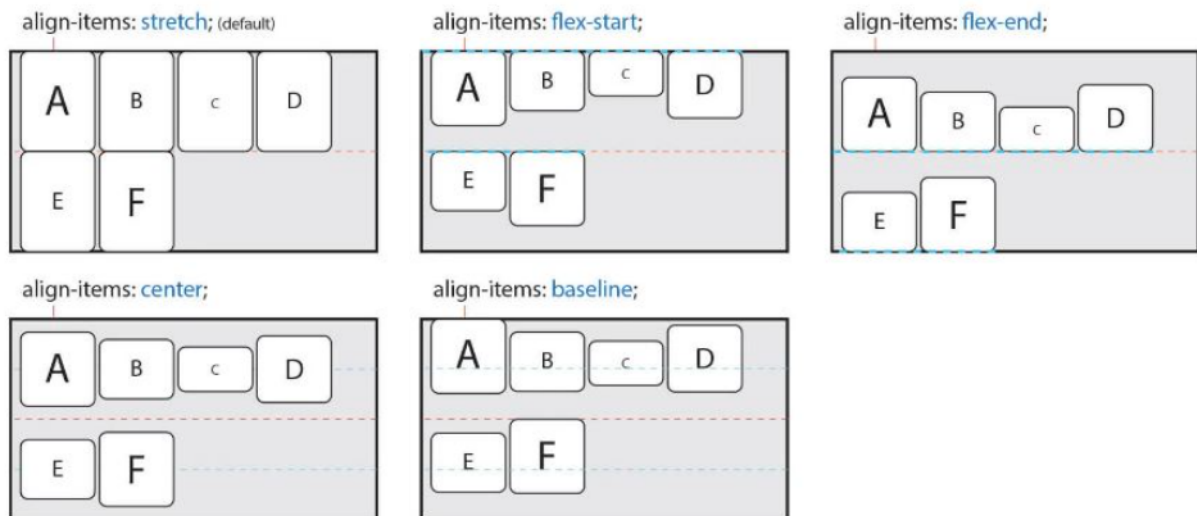 align-items: stretch; (default)
A B C D
E F
align-items: flex-start;
A B C D
E F
align-items: flex-end;
A B C D
E F
align-items: center;
A B C D
E F
align-items: baseline;
A B C D
E F